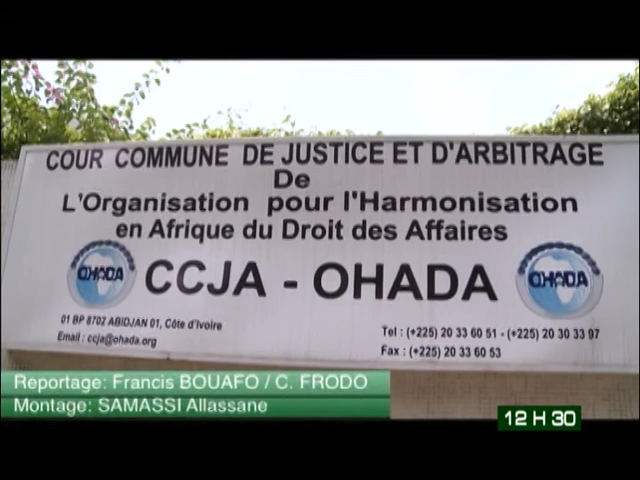 COUR COMMUNE DE JUSTICE ET D'ARBITRAGE
De
L'Organisation pour l'Harmonisation
en Afrique du Droit des Affaires
OHADA
CCJA - OHADA
OHADA
01 BP 8702 ABIDJAN 01, Côte d'Ivoire
Email : ccja@ohada.org
Tel : (+225) 20 33 60 51 - (+225) 20 30 33 97
Fax : (+225) 20 33 60 53
Reportage: Francis BOUAFO / C. FRODO
Montage: SAMASSI Allassane
12 H 30